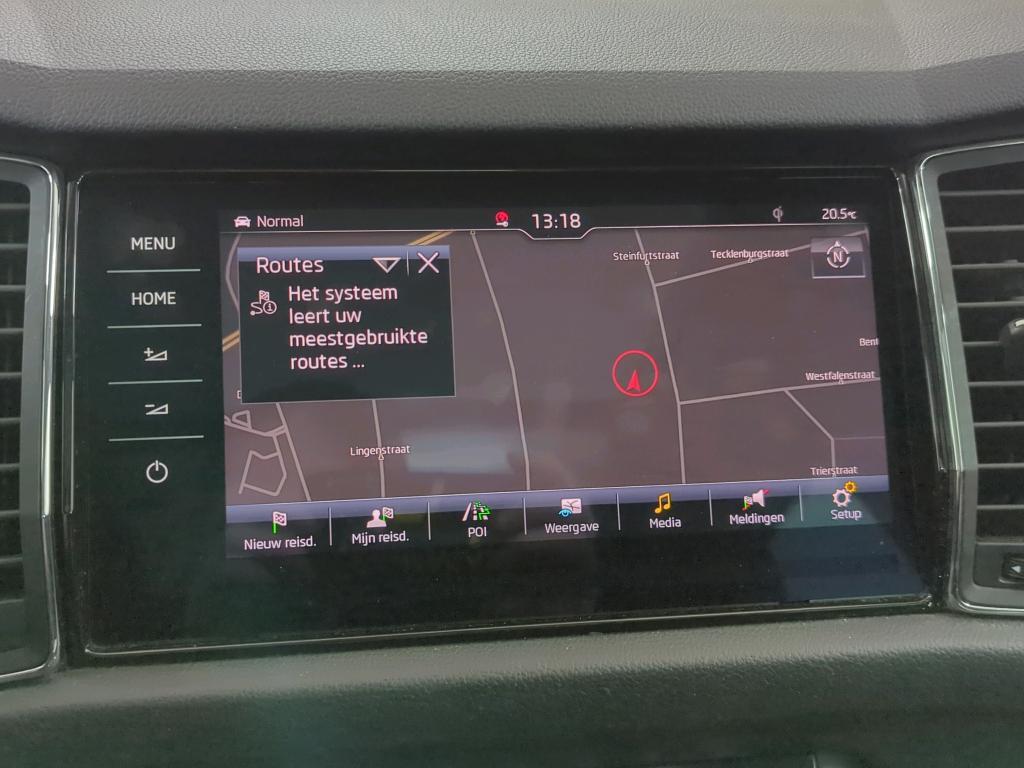 MENU
HOME
Normal
13:18
20.5°C
Routes
Het systeem
leert uw
meestgebruikte
routes ...
Steinfurtstraat
Tecklenburgstraat
N
Westfalenstraat
Lingenstraat
Trierstraat
Nieuw reisd.
Mijn reisd.
POI
Weergave
Media
Meldingen
Setup